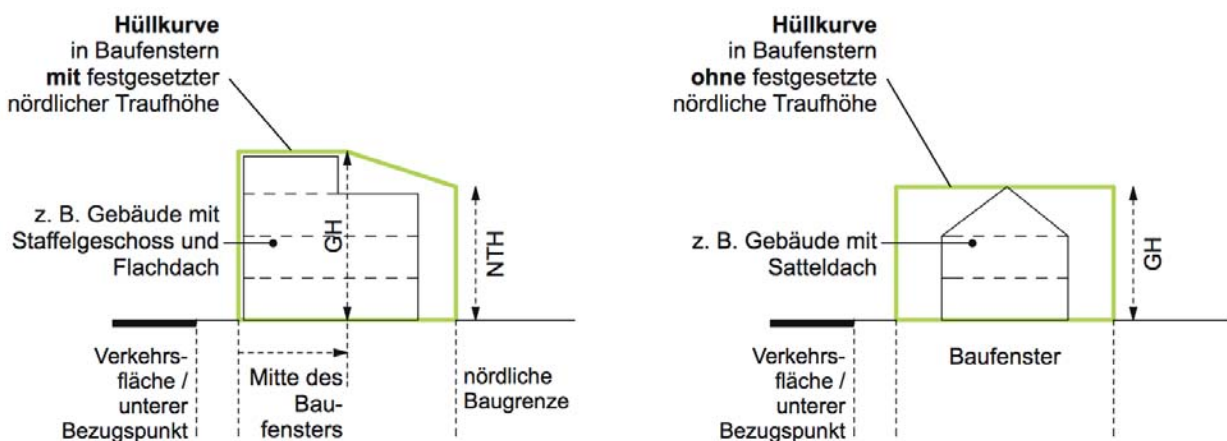 Hüllkurve
in Baufenstern
mit festgesetzter
nördlicher Traufhöhe
z. B. Gebäude mit
Staffelgeschoss und
Flachdach
GH
NTH
Verkehrs-
fläche /
unterer
Bezugspunkt
Mitte des
Bau-
fensters
nördliche
Baugrenze
Hüllkurve
in Baufenstern
ohne festgesetzte
nördliche Traufhöhe
z. B. Gebäude mit
Satteldach
GH
Verkehrs-
fläche /
unterer
Bezugspunkt
Baufenster